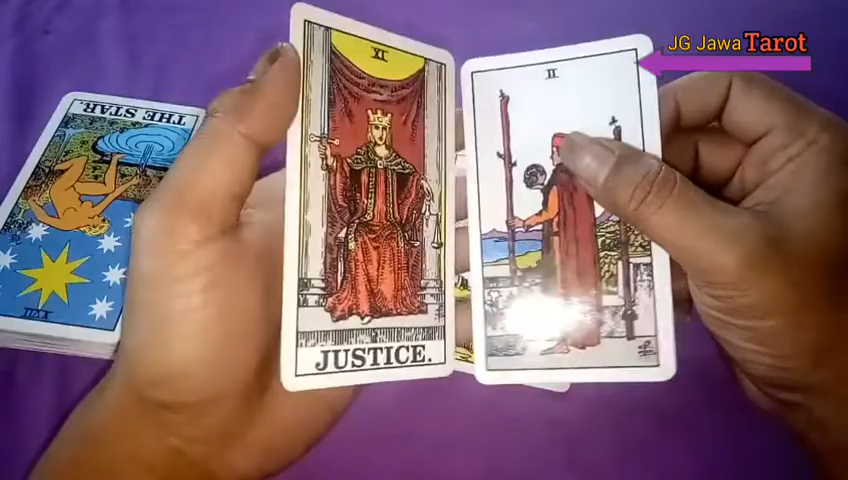 JG Jawa Tarot
XI
II
THE STAR.
XVII
JUSTICE.